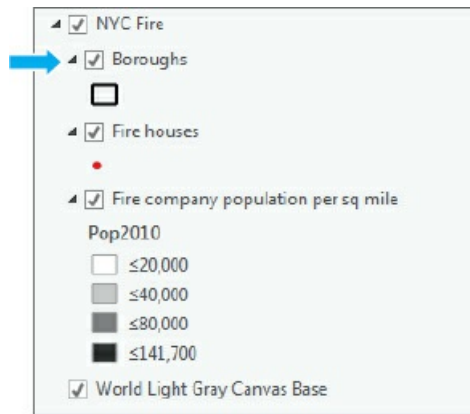 NYC Fire
Boroughs
Fire houses
Fire company population per sq mile
Pop2010
≤20,000
≤40,000
≤80,000
≤141,700
World Light Gray Canvas Base